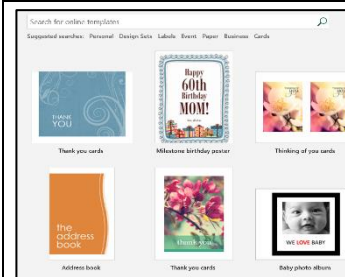 Search for online templates
Suggested searches: Personal Design Sets Labels Event Paper Business Cards
THANK
YOU
Happy
60th
Birthday
MOM!
Thank you cards
Milestone birthday poster
Thinking of you cards
the
address
book
thank you
WE LOVE BABY
Address book
Thank you cards
Baby photo album